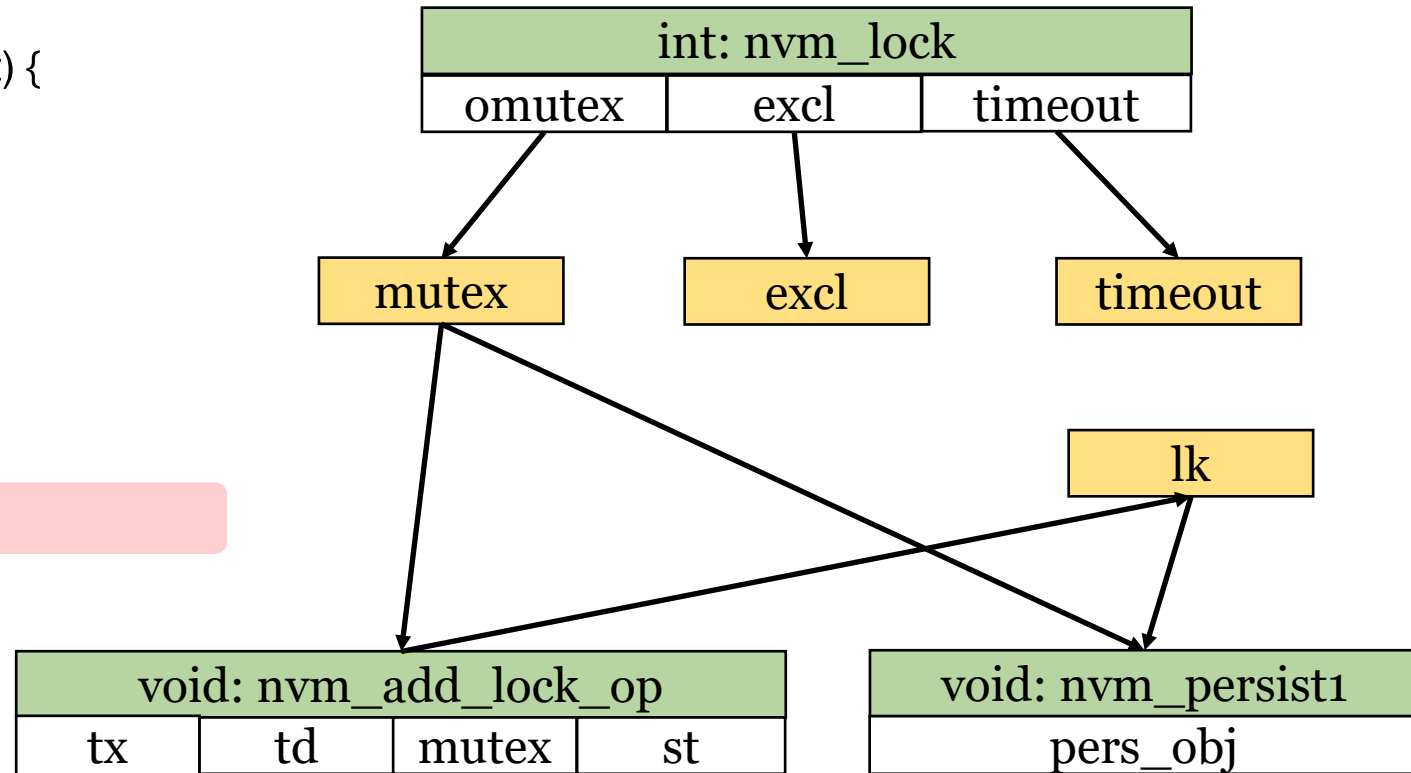 ) {
int: nvm_lock
omutex excl timeout
mutex excl timeout
lk
void: nvm_add_lock_op void: nvm_persist1
tx td mutex st pers_obj